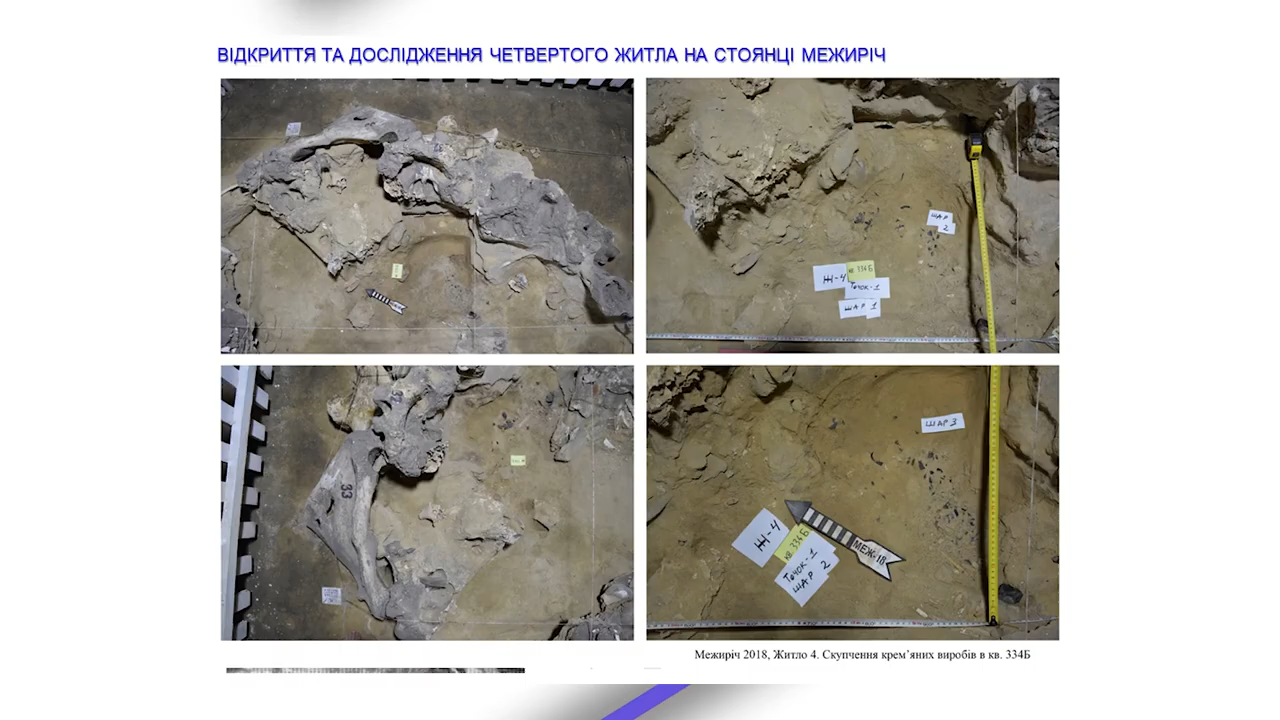 ВІДКРИТТЯ ТА ДОСЛІДЖЕННЯ ЧЕТВЕРТОГО ЖИТЛА НА СТОЯНЦІ МЕЖИРІЧ
ШАР
2
Ж-4
кв 334Б
Точок-1
ШАР 1
33
ШАР 3
Ж-4
кв. 334Б
Точок-1
ШАР 2
МЕЖ-18
Межиріч 2018, Житло 4. Скупчення крем’яних виробів в кв. 334Б